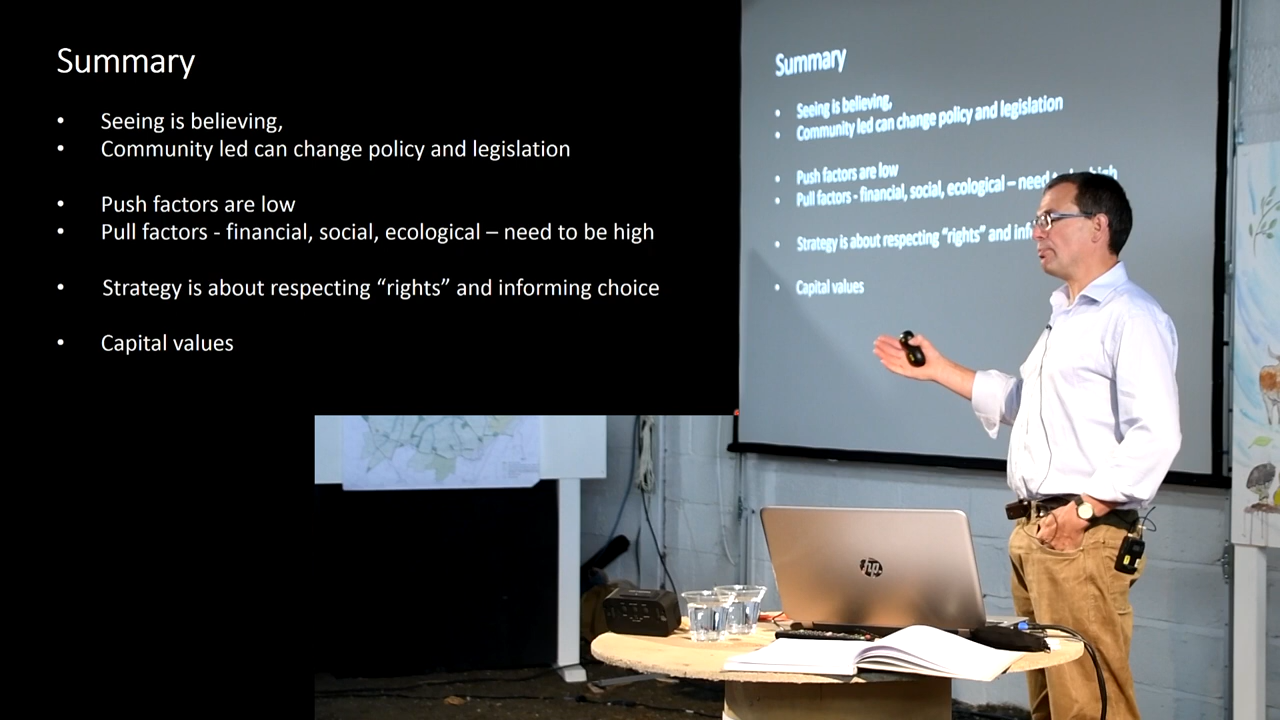 Summary
• Seeing is believing,
• Community led can change policy and legislation
• Push factors are low
• Pull factors - financial, social, ecological – need to be high
• Strategy is about respecting “rights” and informing choice
• Capital values
Summary
• Seeing is believing,
• Community led can change policy and legislation
• Push factors are low
• Pull factors - financial, social, ecological – need to be high
• Strategy is about respecting “rights” and inf
• Capital values
hp